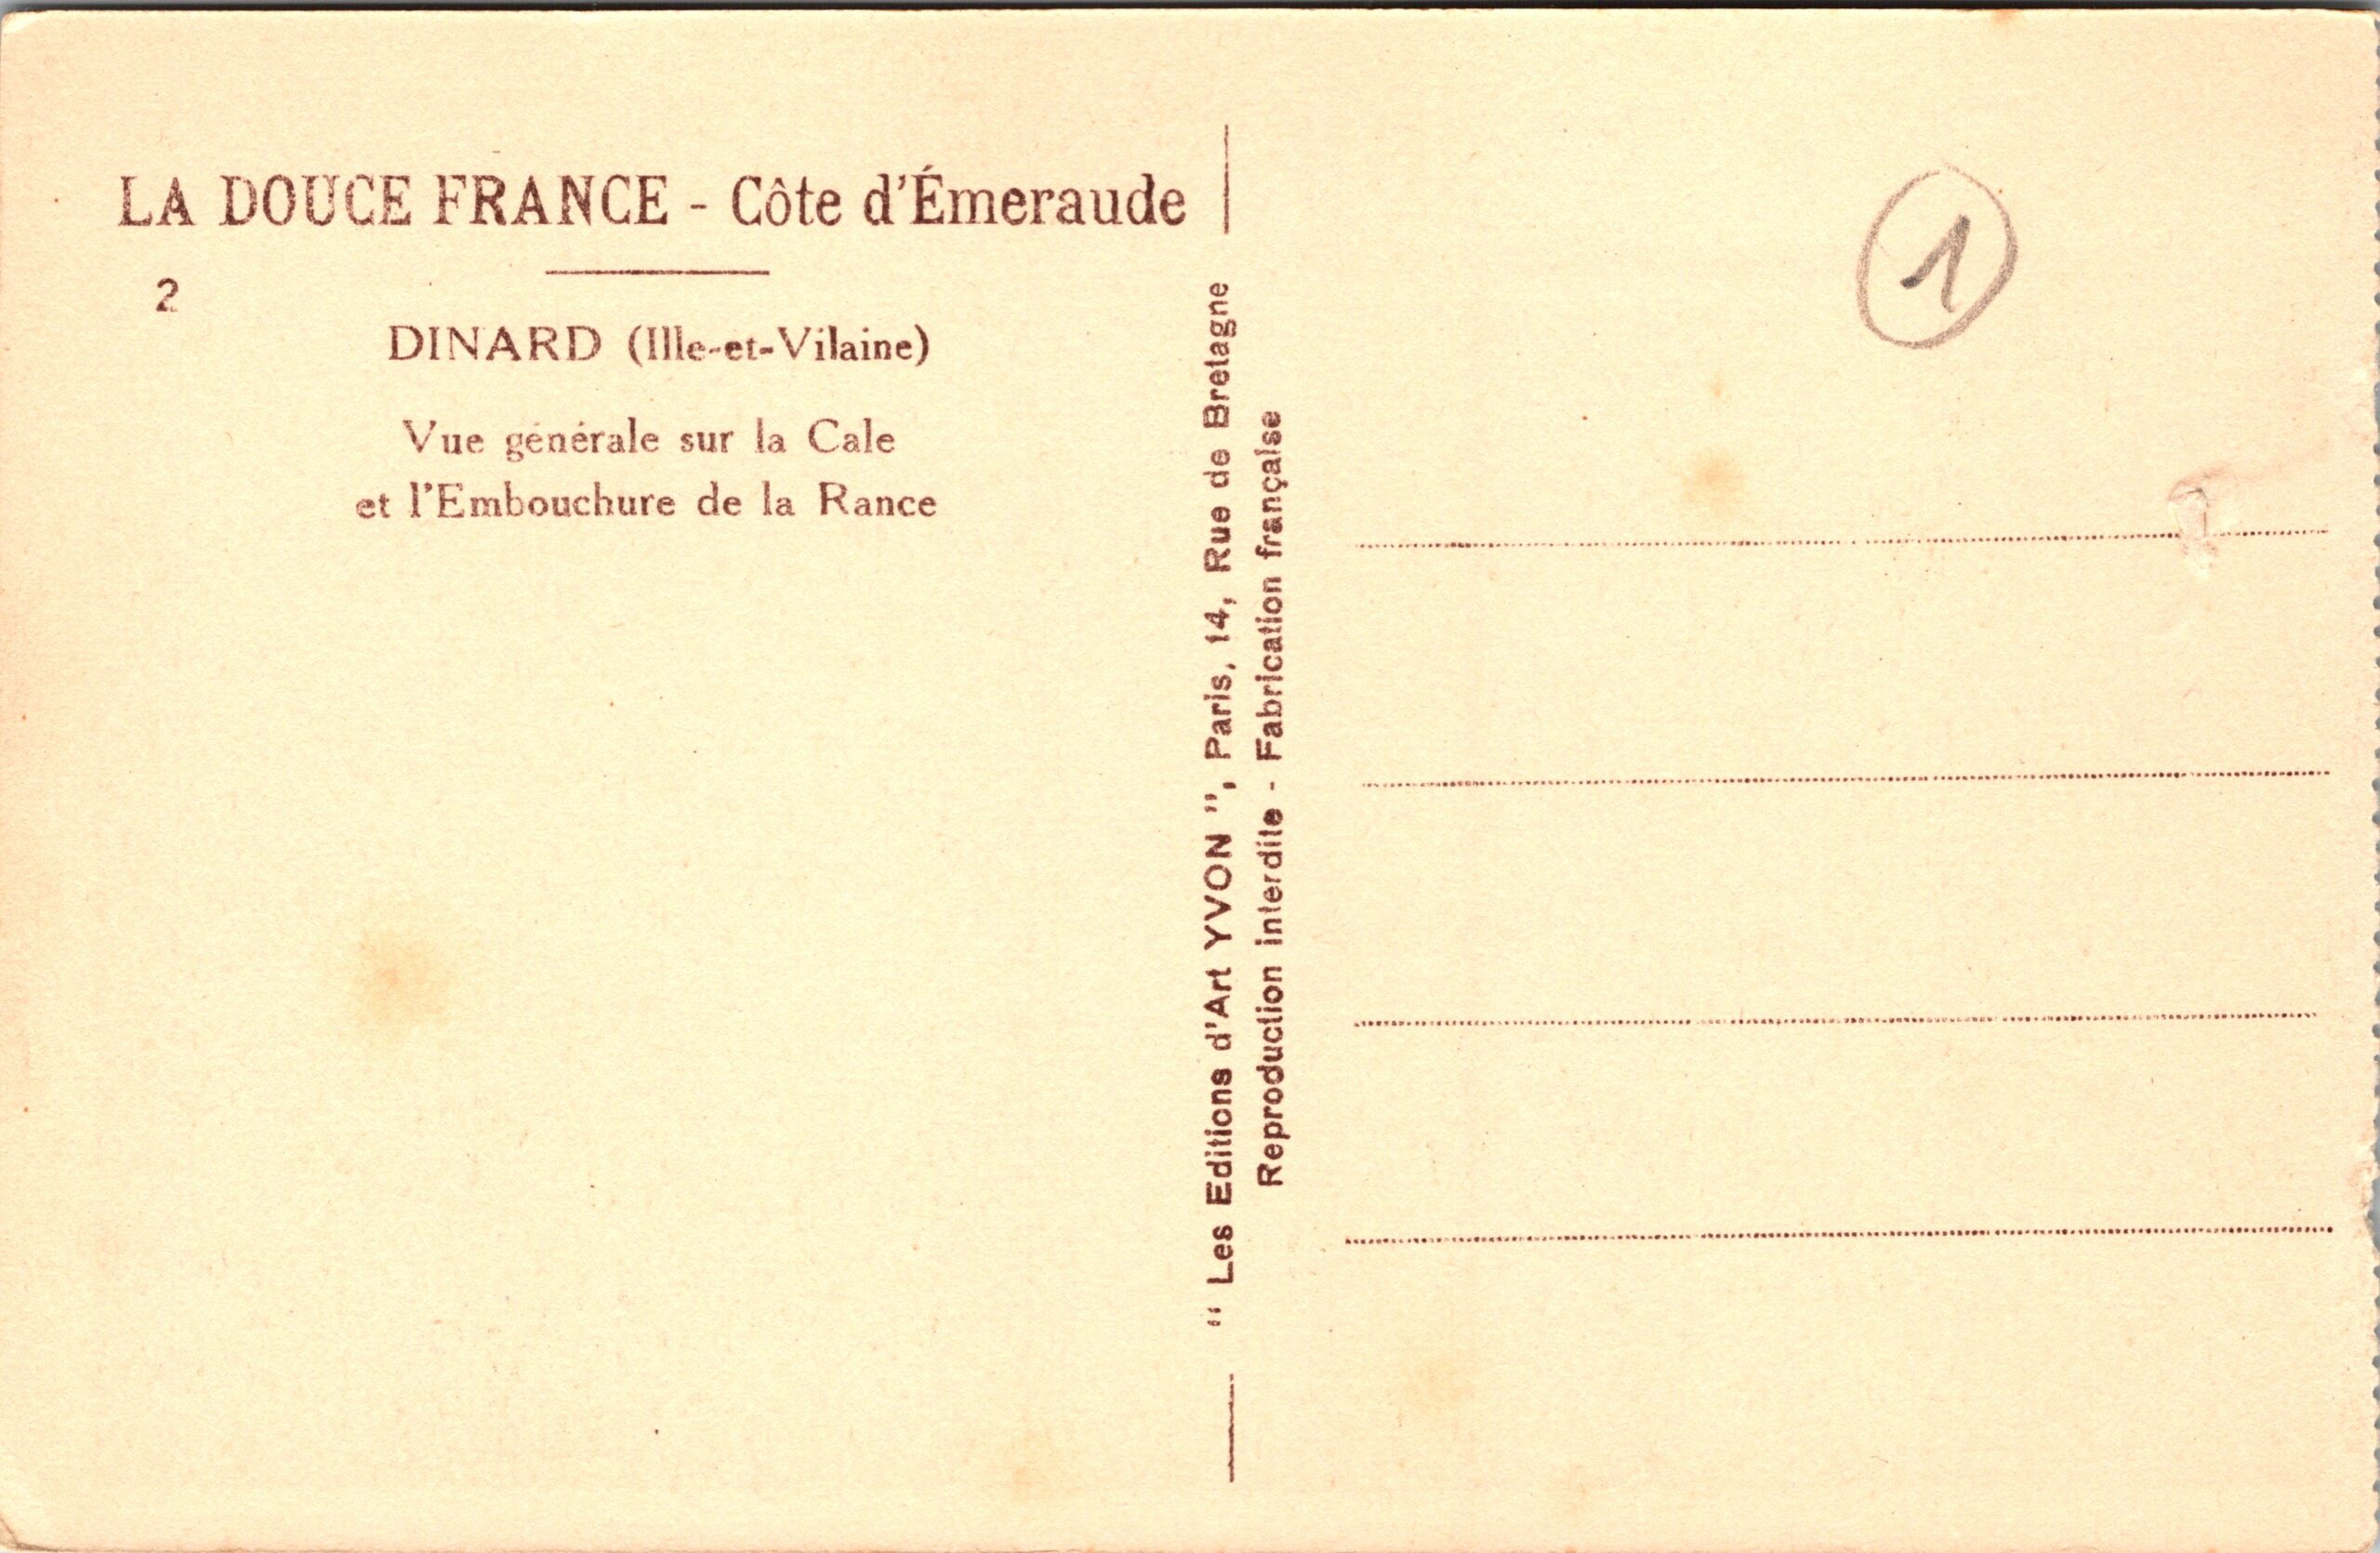 LA DOUCE FRANCE - Côte d'Émeraude
2
DINARD (Ille-et-Vilaine)
Vue générale sur la Cale
et l'Embouchure de la Rance
" Les Editions d'Art YVON ", Paris, 14, Rue de Bretagne
Reproduction interdite - Fabrication française
1